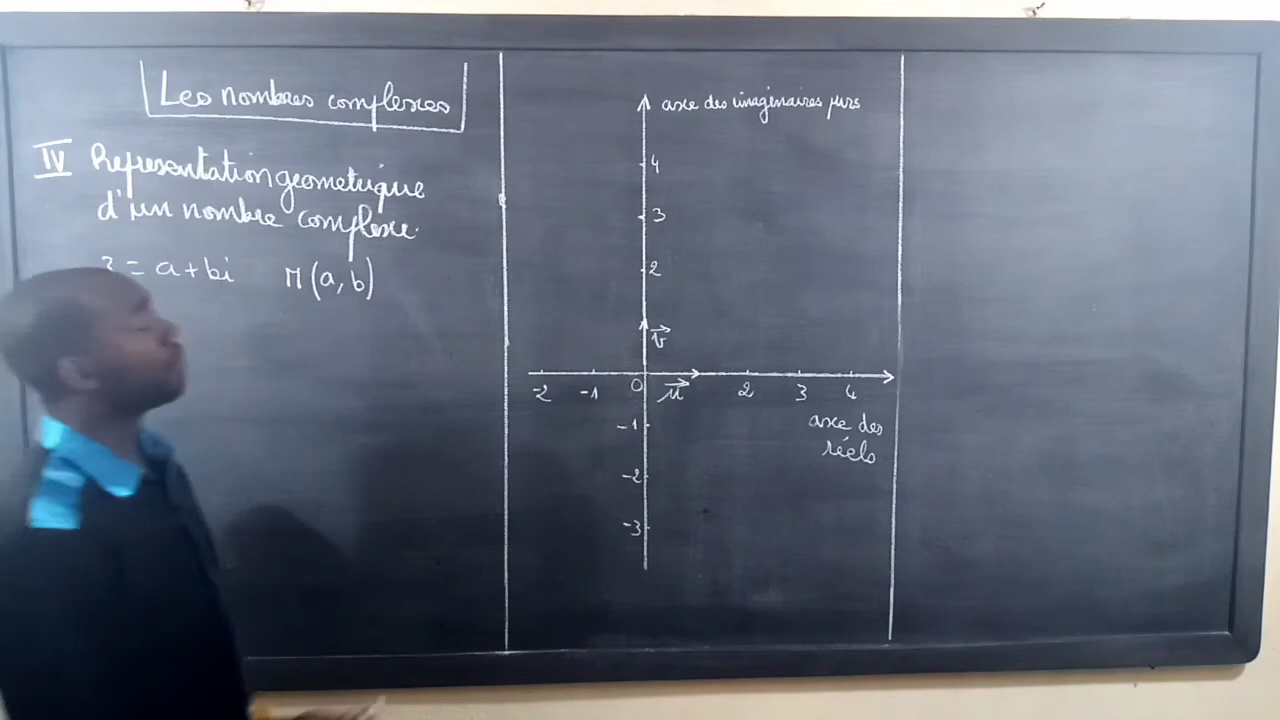 Les nombres complexes
IV Representation geometrique
d'un nombre complexe.
z = a+bi M(a, b)
axe des imaginaires purs
4
3
2
v
-2 -1 0 u 2 3 4
-1
axe des
réels
-2
-3